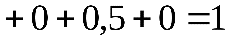 + 0 + 0,5 + 0 =1